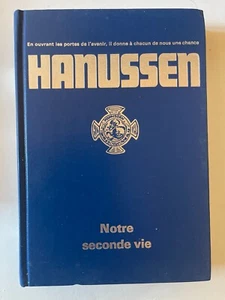 En ouvrant les portes de l'avenir, il donne à chacun de nous une chance
HANUSSEN
Notre
seconde vie